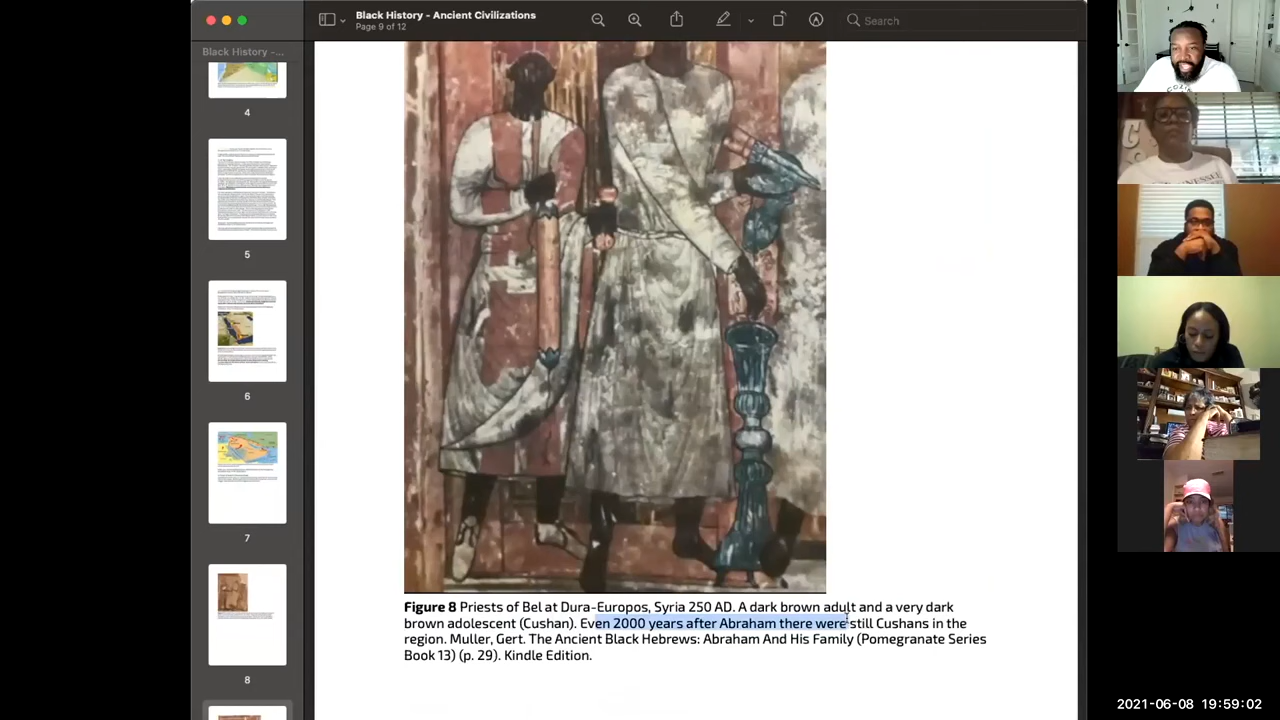 Black History - Ancient Civilizations
Page 9 of 12
Search
Black History -...
4
5
6
7
8
Figure 8 Priests of Bel at Dura-Europos, Syria 250 AD. A dark brown adult and a very dark
brown adolescent (Cushan). Even 2000 years after Abraham there were still Cushans in the
region. Muller, Gert. The Ancient Black Hebrews: Abraham And His Family (Pomegranate Series
Book 13) (p. 29). Kindle Edition.
2021-06-08 19:59:02